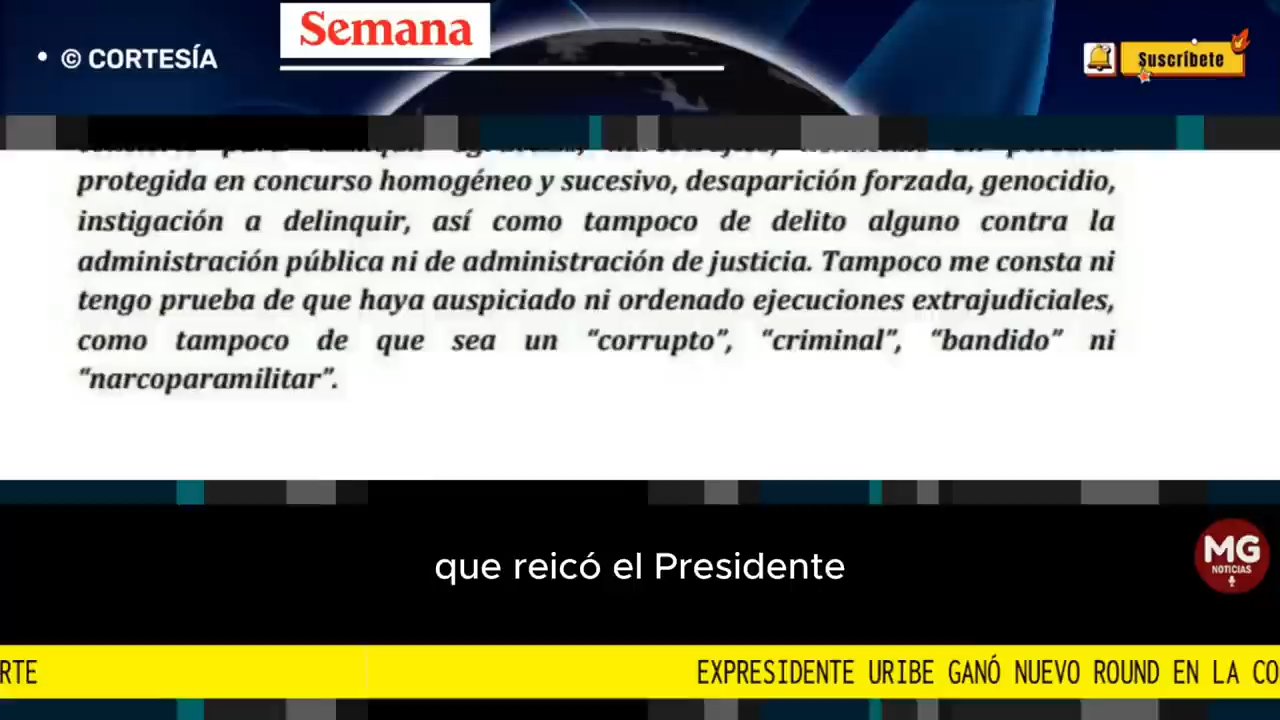 Semana
• © CORTESÍA
Suscríbete
protegida en concurso homogéneo y sucesivo, desaparición forzada, genocidio,
instigación a delinquir, así como tampoco de delito alguno contra la
administración pública ni de administración de justicia. Tampoco me consta ni
tengo prueba de que haya auspiciado ni ordenado ejecuciones extrajudiciales,
como tampoco de que sea un “corrupto”, “criminal”, “bandido” ni
“narcoparamilitar”.
que reicó el Presidente
MG
NOTICIAS
RTE
EXPRESIDENTE URIBE GANÓ NUEVO ROUND EN LA CO